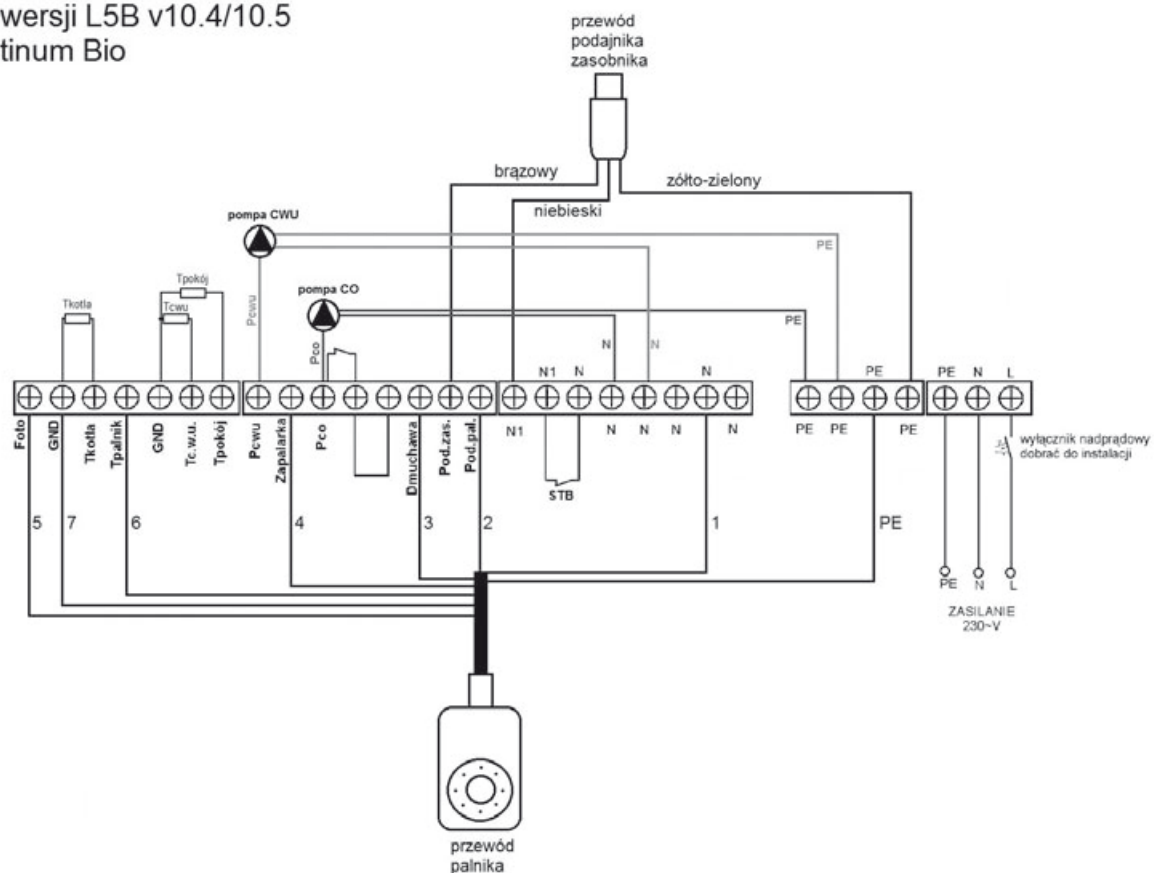 wersji L5B v10.4/10.5
tinum Bio
przewód
podajnika
zasobnika
brązowy
żółto-zielony
niebieski
pompa CWU
PE
Tpokój
Tkotla
Tcwu
pompa CO
Pcwu
Pco
PE
N
N
N1
N
N
PE
PE
N
L
Foto
GND
Tkotla
Tpalnik
GND
Tc.w.u.
Tpokój
Pcwu
Zapalarka
Pco
Dmuchawa
Pod.zas.
Pod.pal.
N1
N
N
N
N
PE
PE
PE
wyłącznik nadprądowy
dobrać do instalacji
STB
5
7
6
4
3
2
1
PE
PE
N
L
ZASILANIE
230~V
przewód
palnika